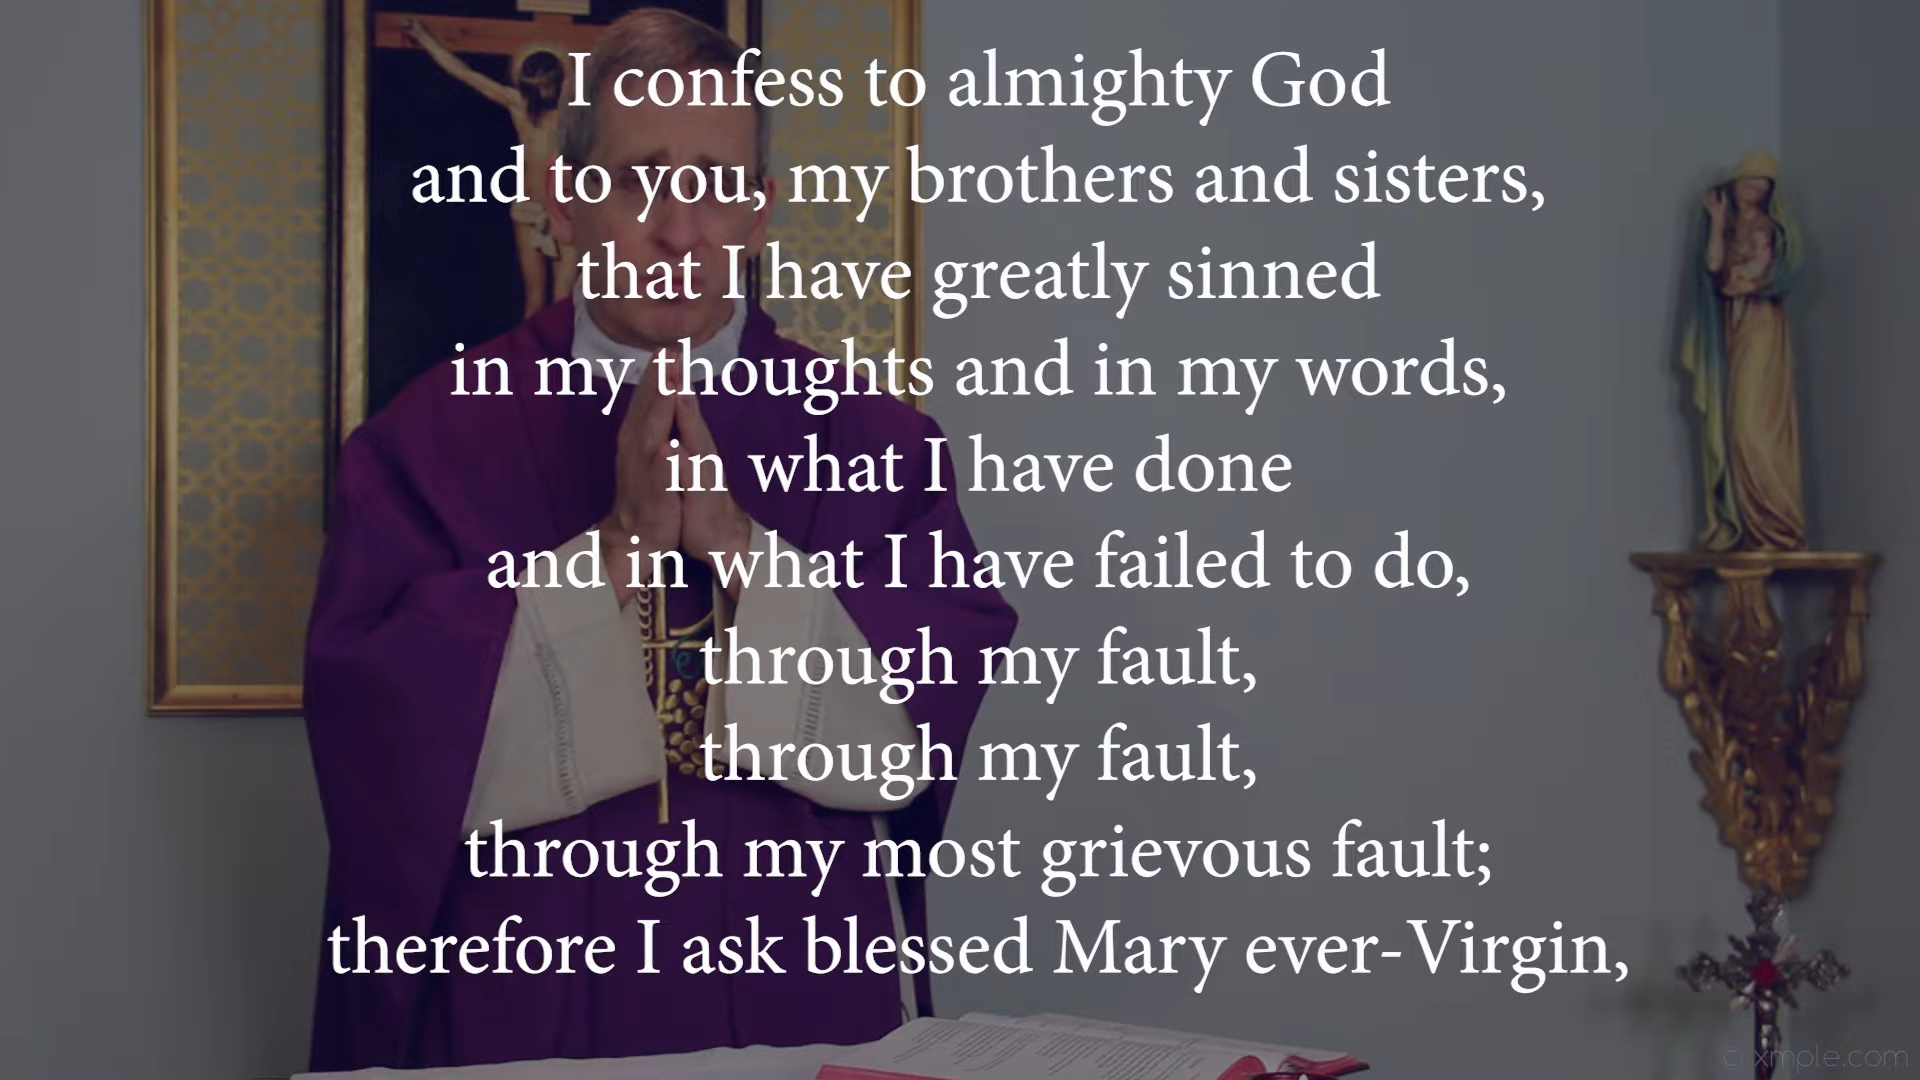 I confess to almighty God
and to you, my brothers and sisters,
that I have greatly sinned
in my thoughts and in my words,
in what I have done
and in what I have failed to do,
through my fault,
through my fault,
through my most grievous fault;
therefore I ask blessed Mary ever-Virgin,